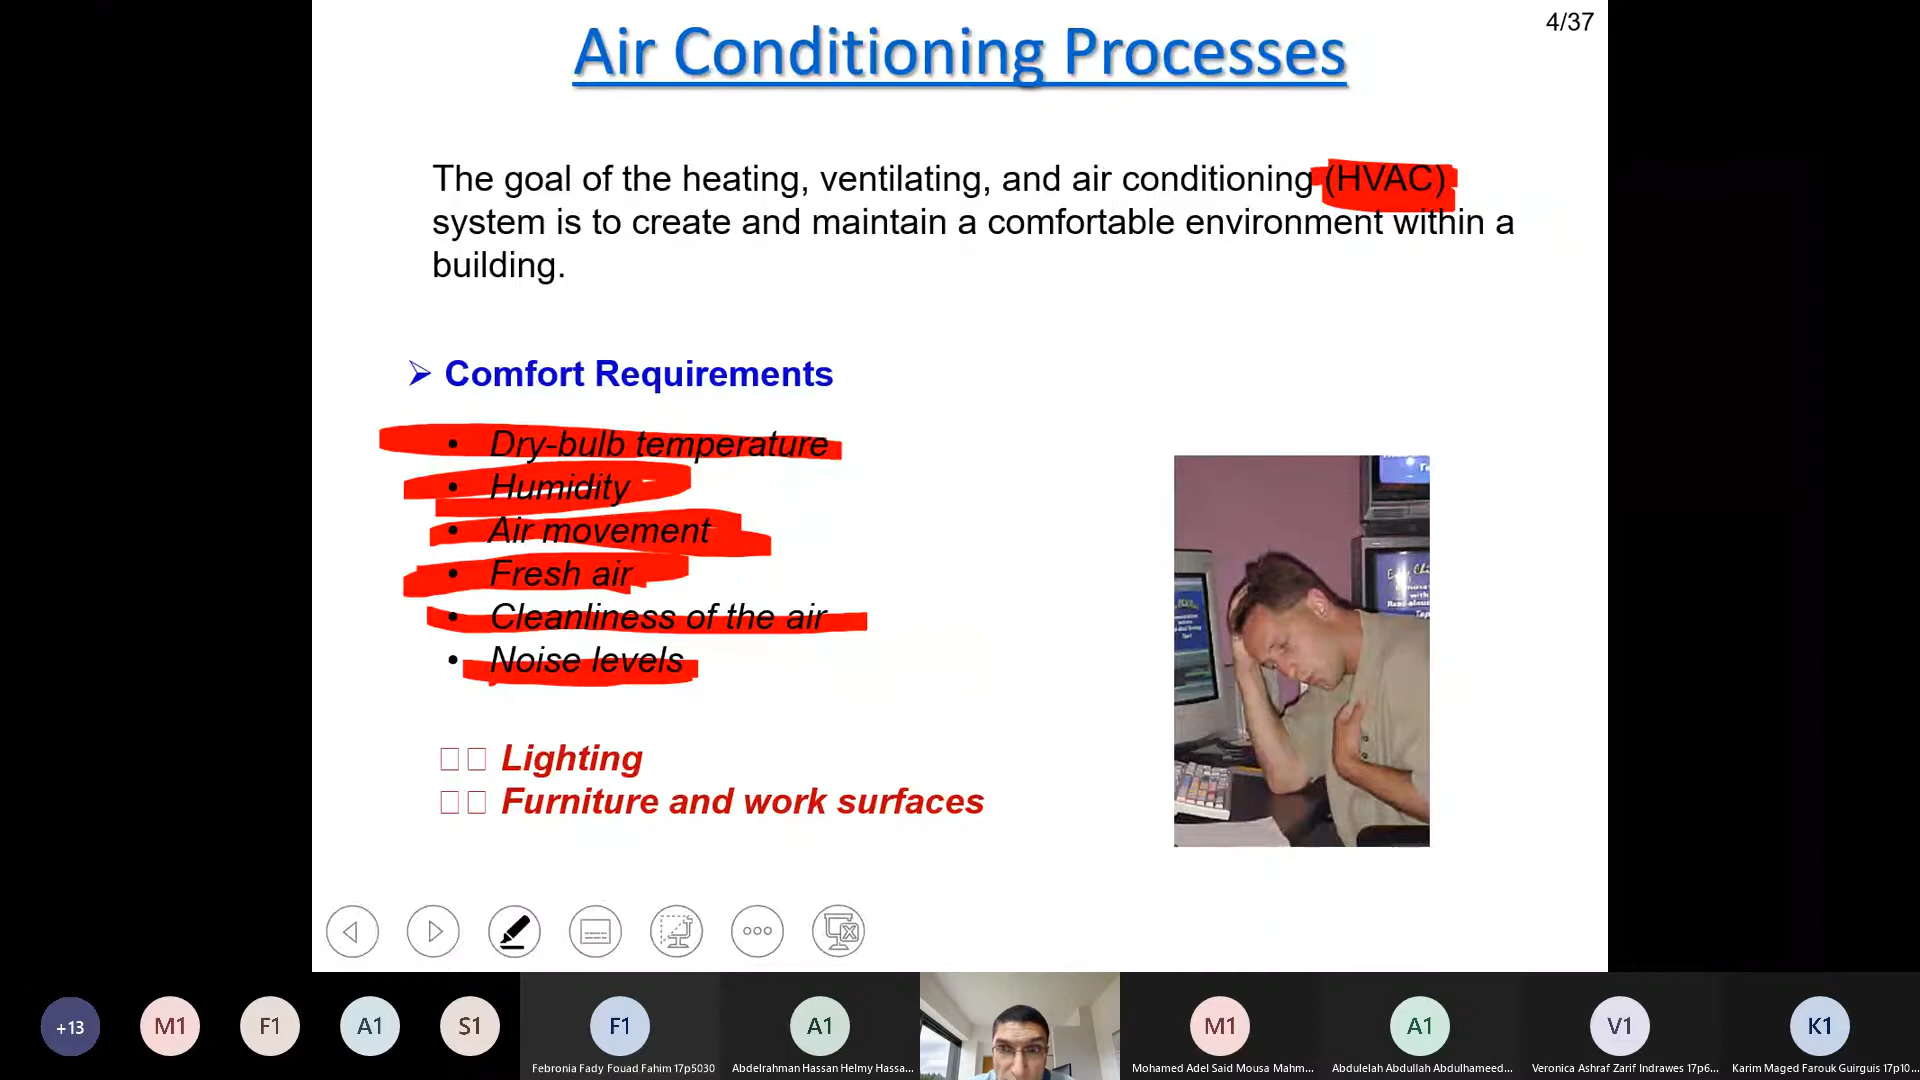 4/37
Air Conditioning Processes
The goal of the heating, ventilating, and air conditioning (HVAC)
system is to create and maintain a comfortable environment within a
building.
➢ Comfort Requirements
• Dry-bulb temperature
• Humidity
• Air movement
• Fresh air
• Cleanliness of the air
• Noise levels
Lighting
Furniture and work surfaces
+13
M1
F1
A1
S1
F1
A1
M1
A1
V1
K1
Febronia Fady Fouad Fahim 17p5030
Abdelrahman Hassan Helmy Hassa...
Mohamed Adel Said Mousa Mahm...
Abdulelah Abdullah Abdulhameed...
Veronica Ashraf Zarif Indrawes 17p6...
Karim Maged Farouk Guirguis 17p10...